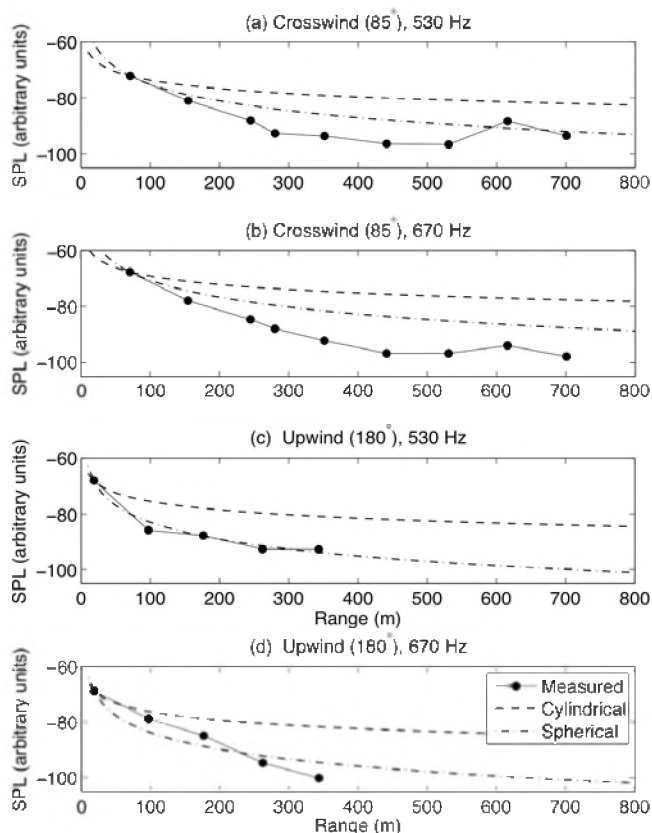 (a) Crosswind (85°), 530 Hz
SPL (arbitrary units)
−60
−80
−100
0 100 200 300 400 500 600 700 800
(b) Crosswind (85°), 670 Hz
SPL (arbitrary units)
−60
−80
−100
0 100 200 300 400 500 600 700 800
(c) Upwind (180°), 530 Hz
SPL (arbitrary units)
−60
−80
−100
0 100 200 300 400 500 600 700 800
Range (m)
(d) Upwind (180°), 670 Hz
SPL (arbitrary units)
−60
−80
−100
Measured
Cylindrical
Spherical
0 100 200 300 400 500 600 700 800
Range (m)